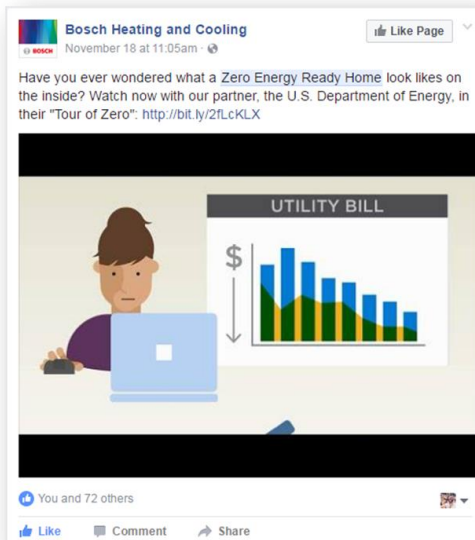 Bosch Heating and Cooling
Like Page
BOSCH
November 18 at 11:05am ·
Have you ever wondered what a Zero Energy Ready Home look likes on
the inside? Watch now with our partner, the U.S. Department of Energy, in
their "Tour of Zero": http://bit.ly/2fLcKLX
UTILITY BILL
$
You and 72 others
Like Comment Share